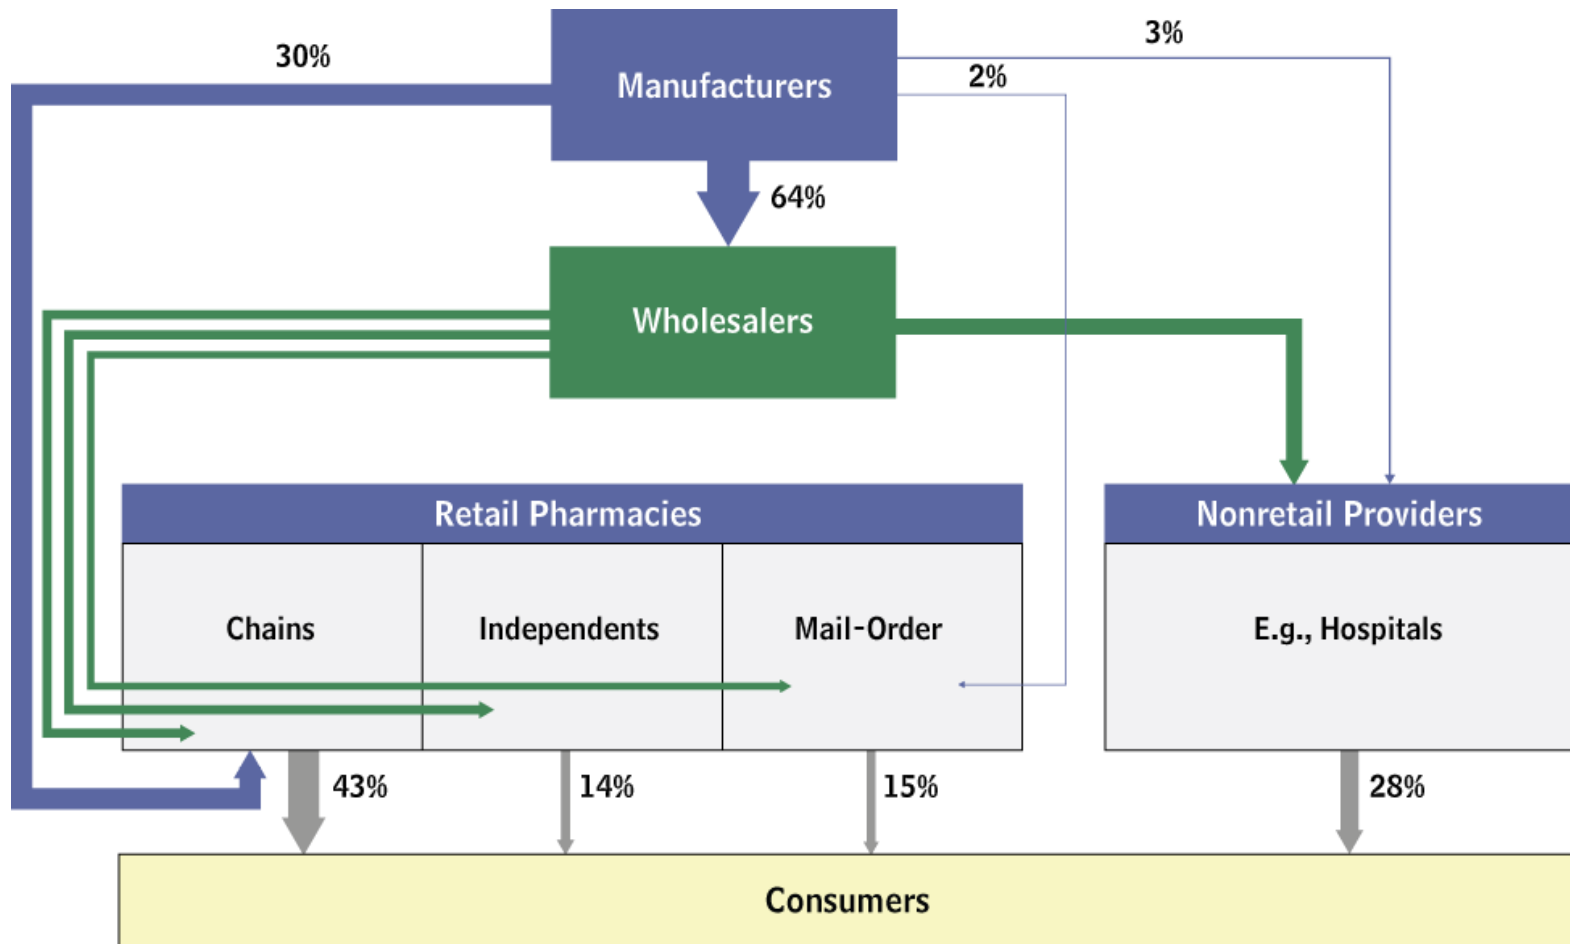 30%
Manufacturers
3%
2%
64%
Wholesalers
Retail Pharmacies
Nonretail Providers
Chains
Independents
Mail-Order
E.g., Hospitals
43%
14%
15%
28%
Consumers